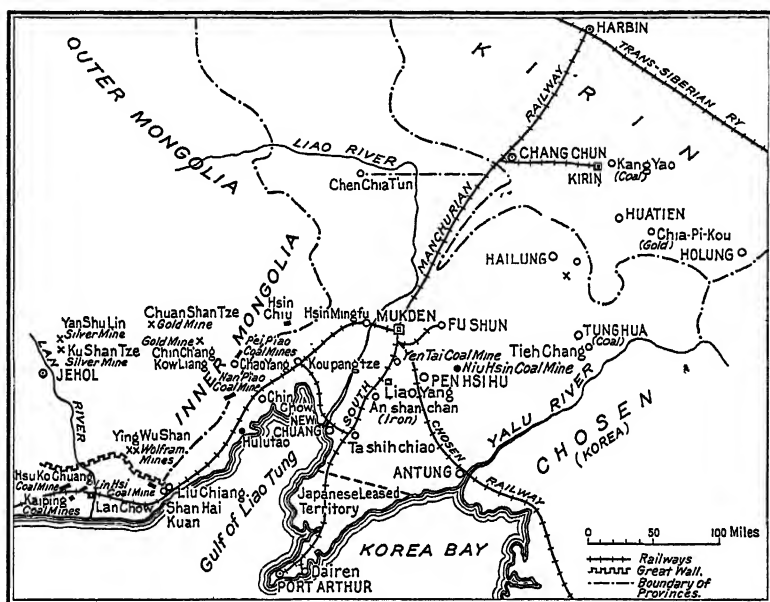 HARBIN
TRANS-SIBERIAN RY
KIRIN
OUTER MONGOLIA
LIAO RIVER
RAILWAY
CHANG CHUN
Kang Yao
(Coal)
KIRIN
Chen Chia Tun
MANCHURIAN
HUATIEN
Chia-Pi-Kou
(Gold)
HAILUNG
HOLUNG
INNER MONGOLIA
Chuan Shan Tze
Gold Mine
Hsin
Chiu
Hsin Mingfu
MUKDEN
FU SHUN
Yan Shu Lin
Silver Mine
Ku Shan Tze
Silver Mine
JEHOL
Gold Mine
Chin Chang
Kow Liang
Pei Piao
Coal Mines
Chao Yang
Nan Piao
Coal Mine
Koupangtze
Yen Tai Coal Mine
Niu Hsin Coal Mine
TUNG HUA
Tieh Chang
(Coal)
LAN
RIVER
PEN HSI HU
Liao Yang
An shan chan
(Iron)
Chin
Chow
NEW
CHUANG
SOUTH
YALU RIVER
CHOSEN
(KOREA)
Hulutao
Ta shih chiao
Ying Wu Shan
Wolfram
Mines
Hsu Ko Chuang
Coal Mine
Lin Hsi
Coal Mine
Kaiping
Coal Mines
Lan Chow
Liu Chiang
Shan Hai
Kuan
Gulf of Liao Tung
Japanese Leased
Territory
CHOSEN
RAILWAY
ANTUNG
KOREA BAY
Dairen
PORT ARTHUR
0 50 100 Miles
Railways
Great Wall.
Boundary of
Provinces.